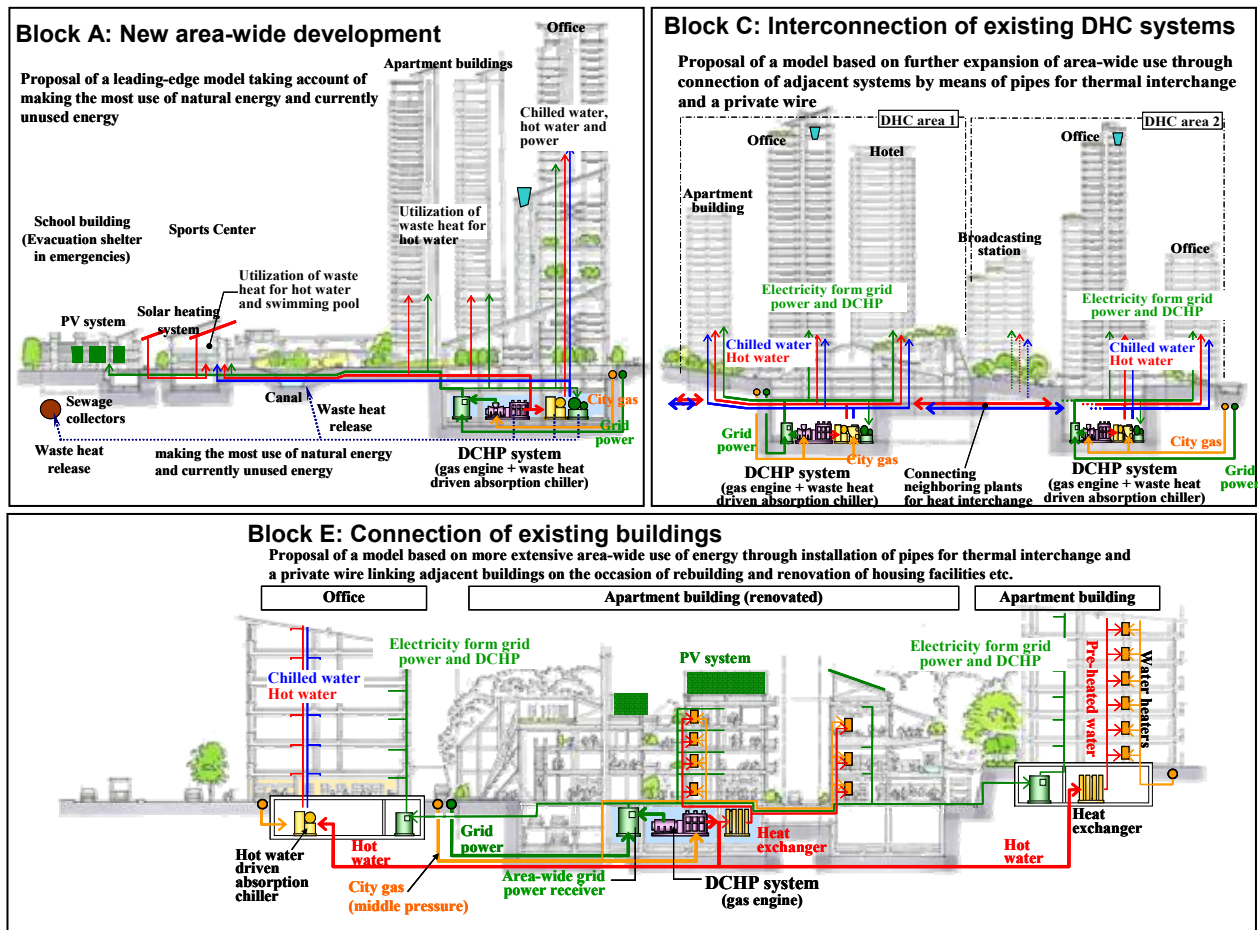 Block A: New area-wide development
Proposal of a leading-edge model taking account of
making the most use of natural energy and currently
unused energy
Office
Apartment buildings
Chilled water,
hot water and
power
School building
(Evacuation shelter
in emergencies)
Sports Center
Utilization of
waste heat for
hot water
Utilization of waste
heat for hot water
and swimming pool
PV system
Solar heating
system
Sewage
collectors
Waste heat
release
Canal
Waste heat
release
making the most use of natural energy
and currently unused energy
City gas
Grid
power
DCHP system
(gas engine + waste heat
driven absorption chiller)
Block C: Interconnection of existing DHC systems
Proposal of a model based on further expansion of area-wide use through
connection of adjacent systems by means of pipes for thermal interchange
and a private wire
DHC area 1
DHC area 2
Office
Hotel
Apartment
building
Office
Broadcasting
station
Office
Electricity form grid
power and DCHP
Electricity form grid
power and DCHP
Chilled water
Hot water
Chilled water
Hot water
Grid
power
City gas
City gas
Grid
power
DCHP system
(gas engine + waste heat
driven absorption chiller)
Connecting
neighboring plants
for heat interchange
DCHP system
(gas engine + waste heat
driven absorption chiller)
Block E: Connection of existing buildings
Proposal of a model based on more extensive area-wide use of energy through installation of pipes for thermal interchange and
a private wire linking adjacent buildings on the occasion of rebuilding and renovation of housing facilities etc.
Office
Apartment building (renovated)
Apartment building
Electricity form grid
power and DCHP
PV system
Electricity form grid
power and DCHP
Chilled water
Hot water
Pre-heated water
Water heaters
Hot water
driven
absorption
chiller
Hot
water
Grid
power
City gas
(middle pressure)
Area-wide grid
power receiver
DCHP system
(gas engine)
Heat
exchanger
Hot
water
Heat
exchanger